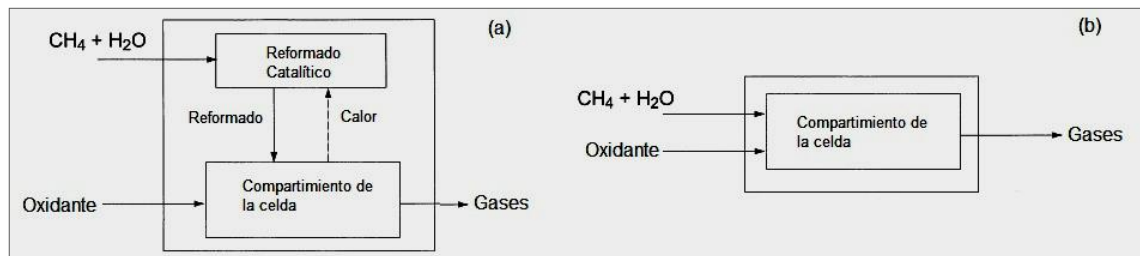 (a)
CH₄ + H₂O
Reformado
Catalítico
Reformado
Calor
Oxidante
Compartimiento de
la celda
Gases
(b)
CH₄ + H₂O
Oxidante
Compartimiento de
la celda
Gases